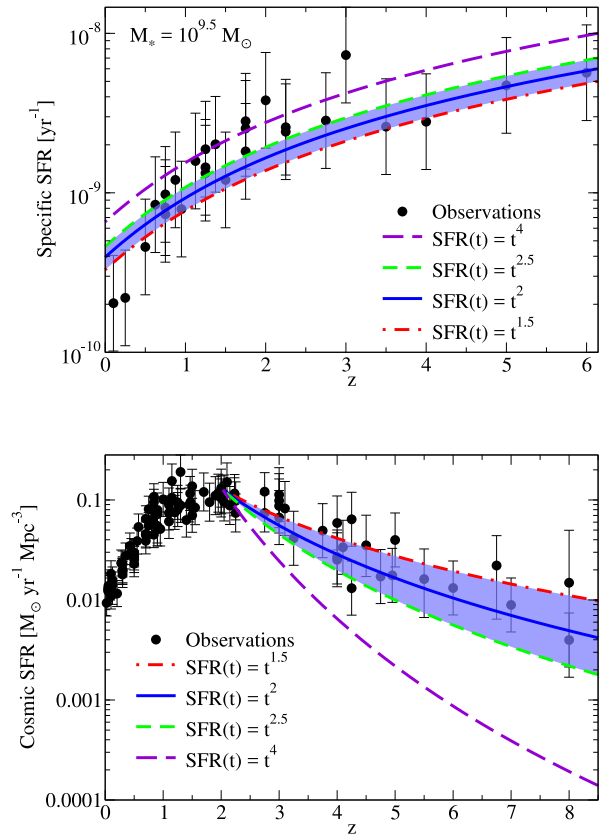 M* = 10^9.5 M⊙
Specific SFR [yr^-1]
10^-8
10^-9
10^-10
Observations
SFR(t) = t^4
SFR(t) = t^2.5
SFR(t) = t^2
SFR(t) = t^1.5
0 1 2 3 4 5 6
z
Cosmic SFR [M⊙ yr^-1 Mpc^-3]
0.1
0.01
0.001
0.0001
Observations
SFR(t) = t^1.5
SFR(t) = t^2
SFR(t) = t^2.5
SFR(t) = t^4
0 1 2 3 4 5 6 7 8
z